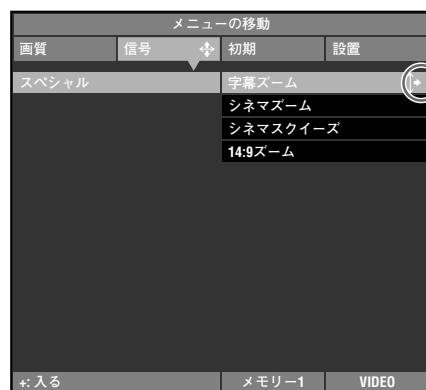 メニューの移動
画質 信号 初期 設置
スペシャル 字幕ズーム
シネマズーム
シネマスクイーズ
14:9ズーム
+: 入る メモリー1 VIDEO